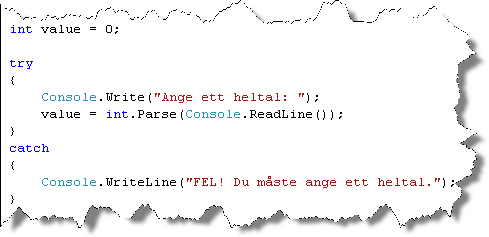 int value = 0;
try
{
Console.Write("Ange ett heltal: ");
value = int.Parse(Console.ReadLine());
}
catch
{
Console.WriteLine("FEL! Du måste ange ett heltal.");
}